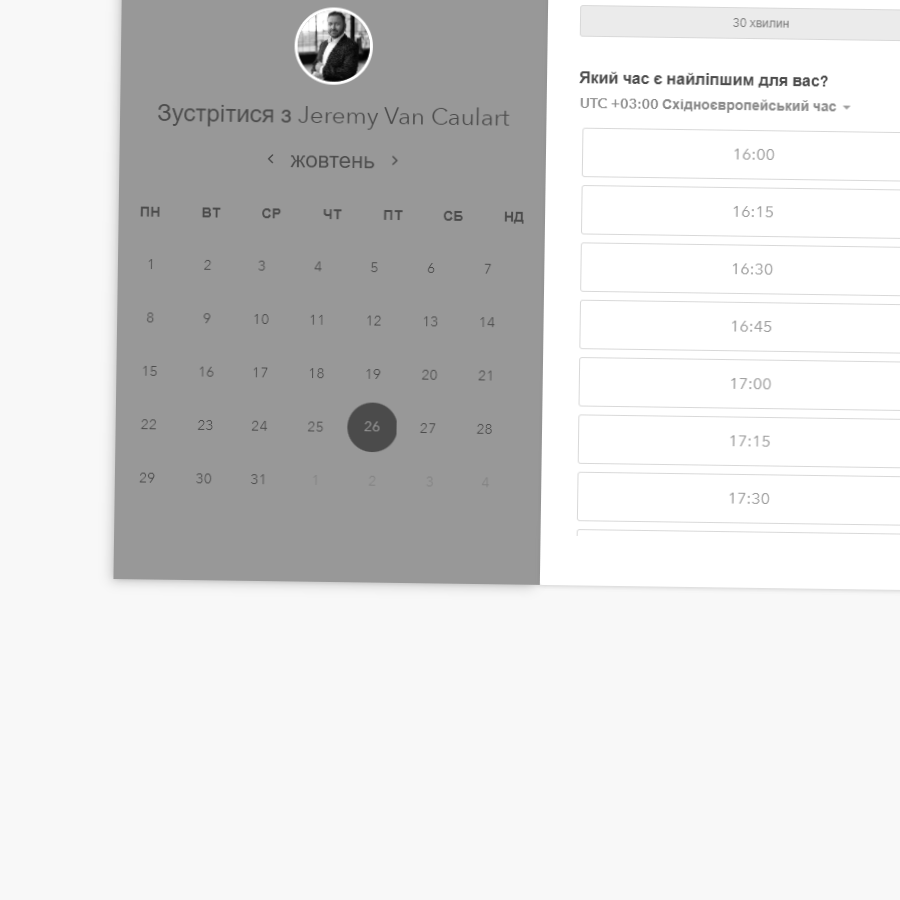 Зустрітися з Jeremy Van Caulart
< жовтень >
ПН ВТ СР ЧТ ПТ СБ НД
1 2 3 4 5 6 7
8 9 10 11 12 13 14
15 16 17 18 19 20 21
22 23 24 25 26 27 28
29 30 31 1 2 3 4
30 хвилин
Який час є найліпшим для вас?
UTC +03:00 Східноєвропейський час
16:00
16:15
16:30
16:45
17:00
17:15
17:30